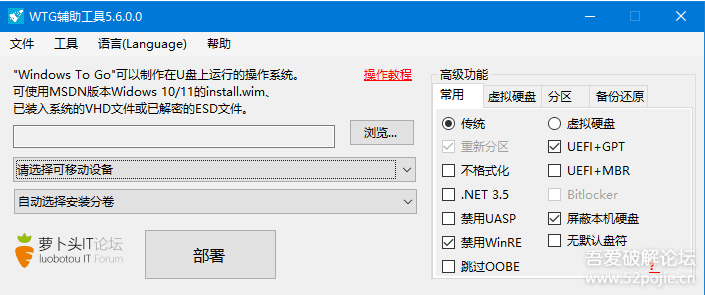 WTG辅助工具5.6.0.0
文件 工具 语言(Language) 帮助
"Windows To Go"可以制作在U盘上运行的操作系统。
操作教程
可使用MSDN版本Widows 10/11的install.wim、
已装入系统的VHD文件或已解密的ESD文件。
浏览...
请选择可移动设备
自动选择安装分卷
萝卜头IT论坛
luobotou IT Forum
部署
高级功能
常用 虚拟硬盘 分区 备份还原
传统 虚拟硬盘
重新分区 UEFI+GPT
不格式化 UEFI+MBR
.NET 3.5 Bitlocker
禁用UASP 屏蔽本机硬盘
禁用WinRE 无默认盘符
跳过OOBE ?
吾爱破解论坛
www.52pojie.cn